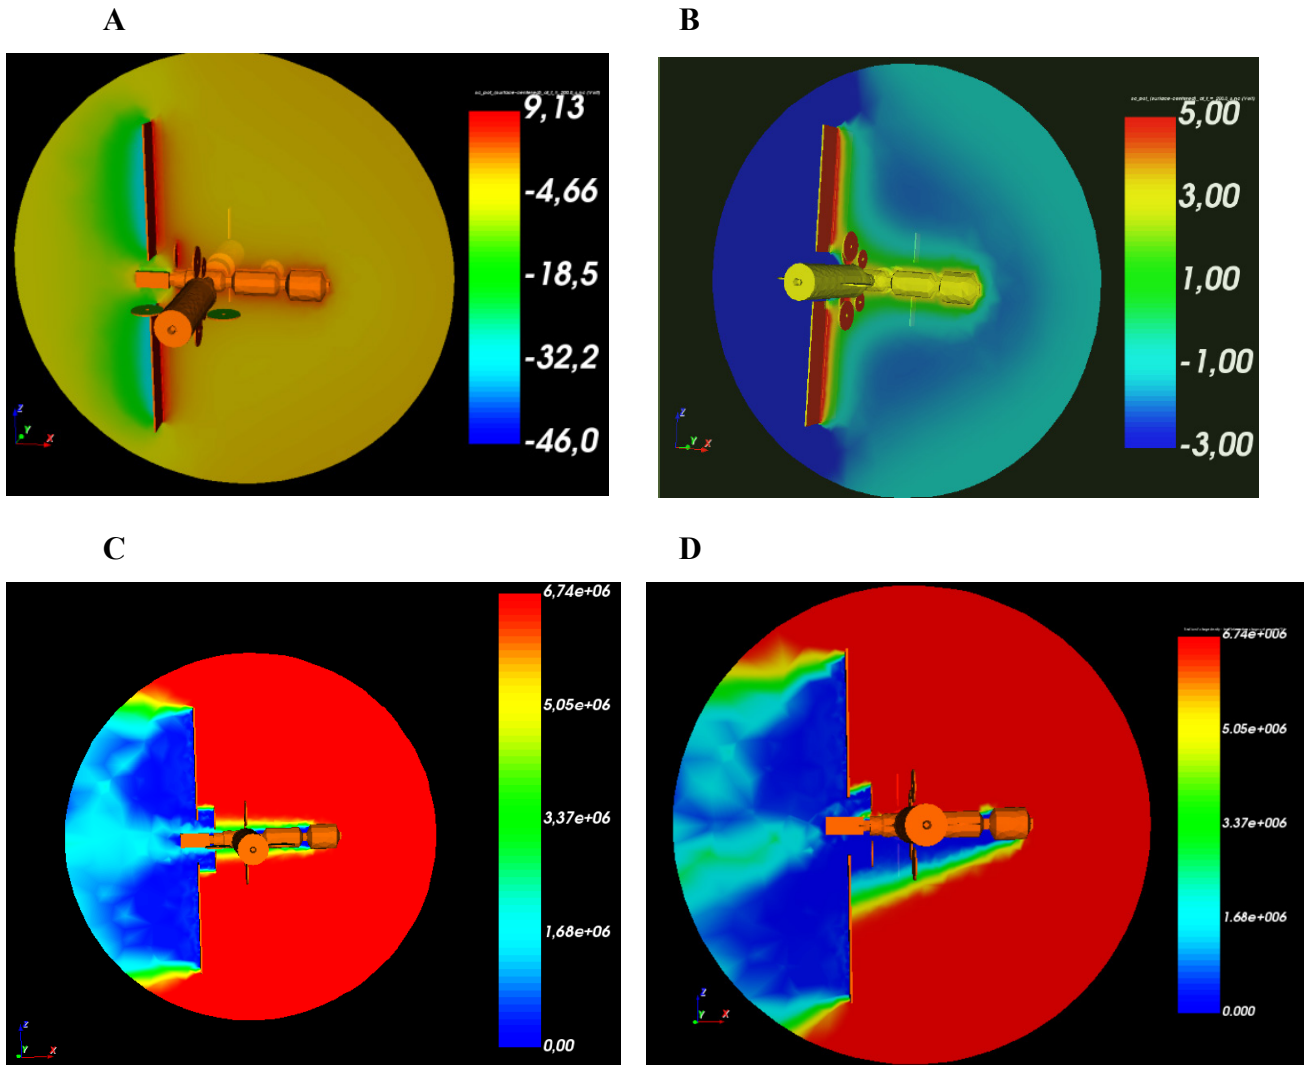 A
B
9,13
-4,66
-18,5
-32,2
-46,0
Z
Y
X
5,00
3,00
1,00
-1,00
-3,00
Z
Y
X
C
D
6,74e+06
5,05e+06
3,37e+06
1,68e+06
0,00
Z
Y
X
6.74e+006
5.05e+006
3.37e+006
1.68e+006
0.000
Z
Y
X